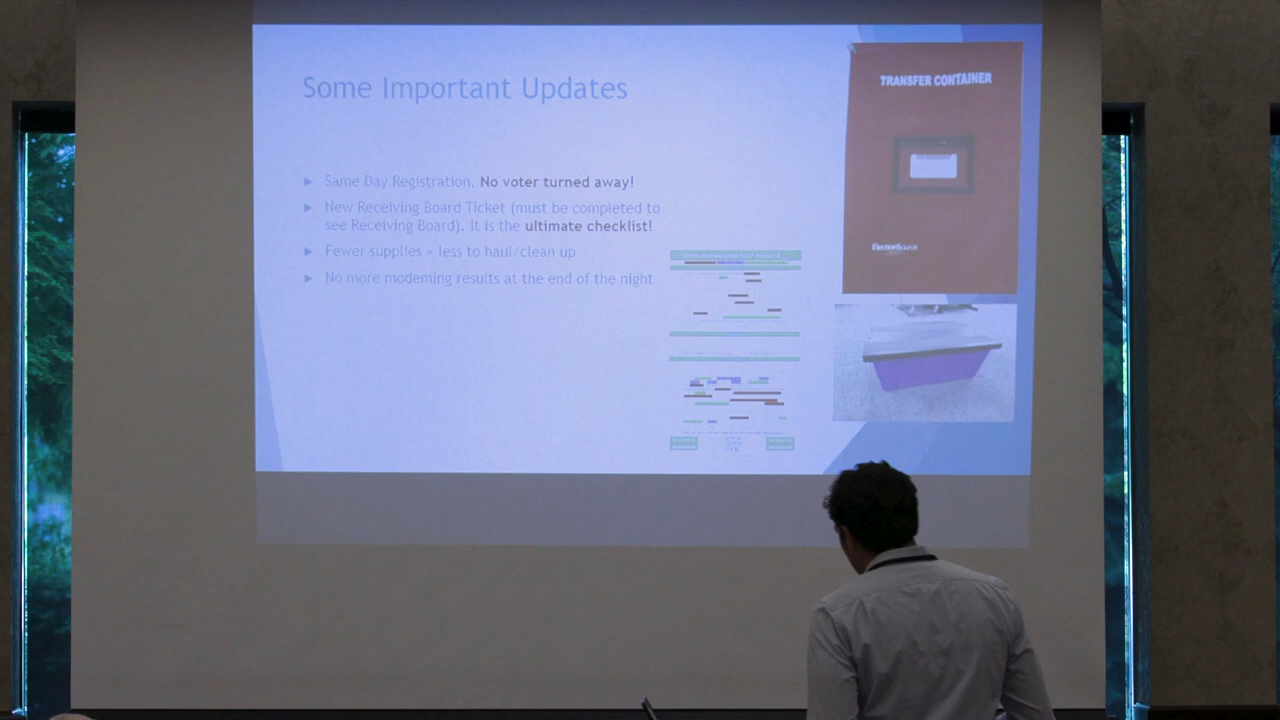 Some Important Updates
Same Day Registration. No voter turned away!
New Receiving Board Ticket (must be completed to
see Receiving Board). It is the ultimate checklist!
Fewer supplies = less to haul/clean up
No more modeming results at the end of the night
TRANSFER CONTAINER
ElectionSource